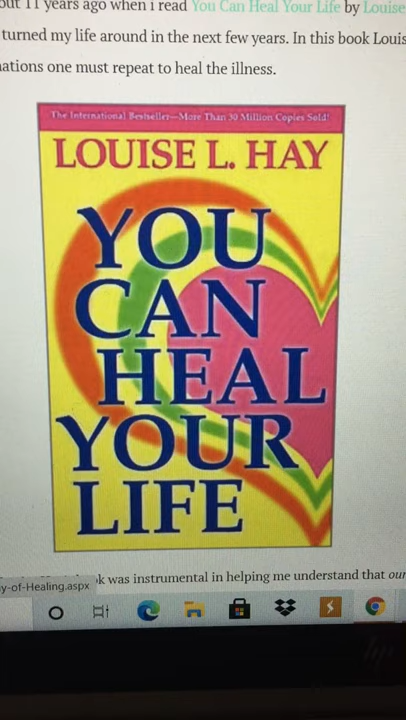 out 11 years ago when i read You Can Heal Your Life by Louise
turned my life around in the next few years. In this book Louis
ations one must repeat to heal the illness.
The International Bestseller—More Than 30 Million Copies Sold!
LOUISE L. HAY
YOU
CAN
HEAL
YOUR
LIFE
ok was instrumental in helping me understand that our
y-of-Healing.aspx
hp